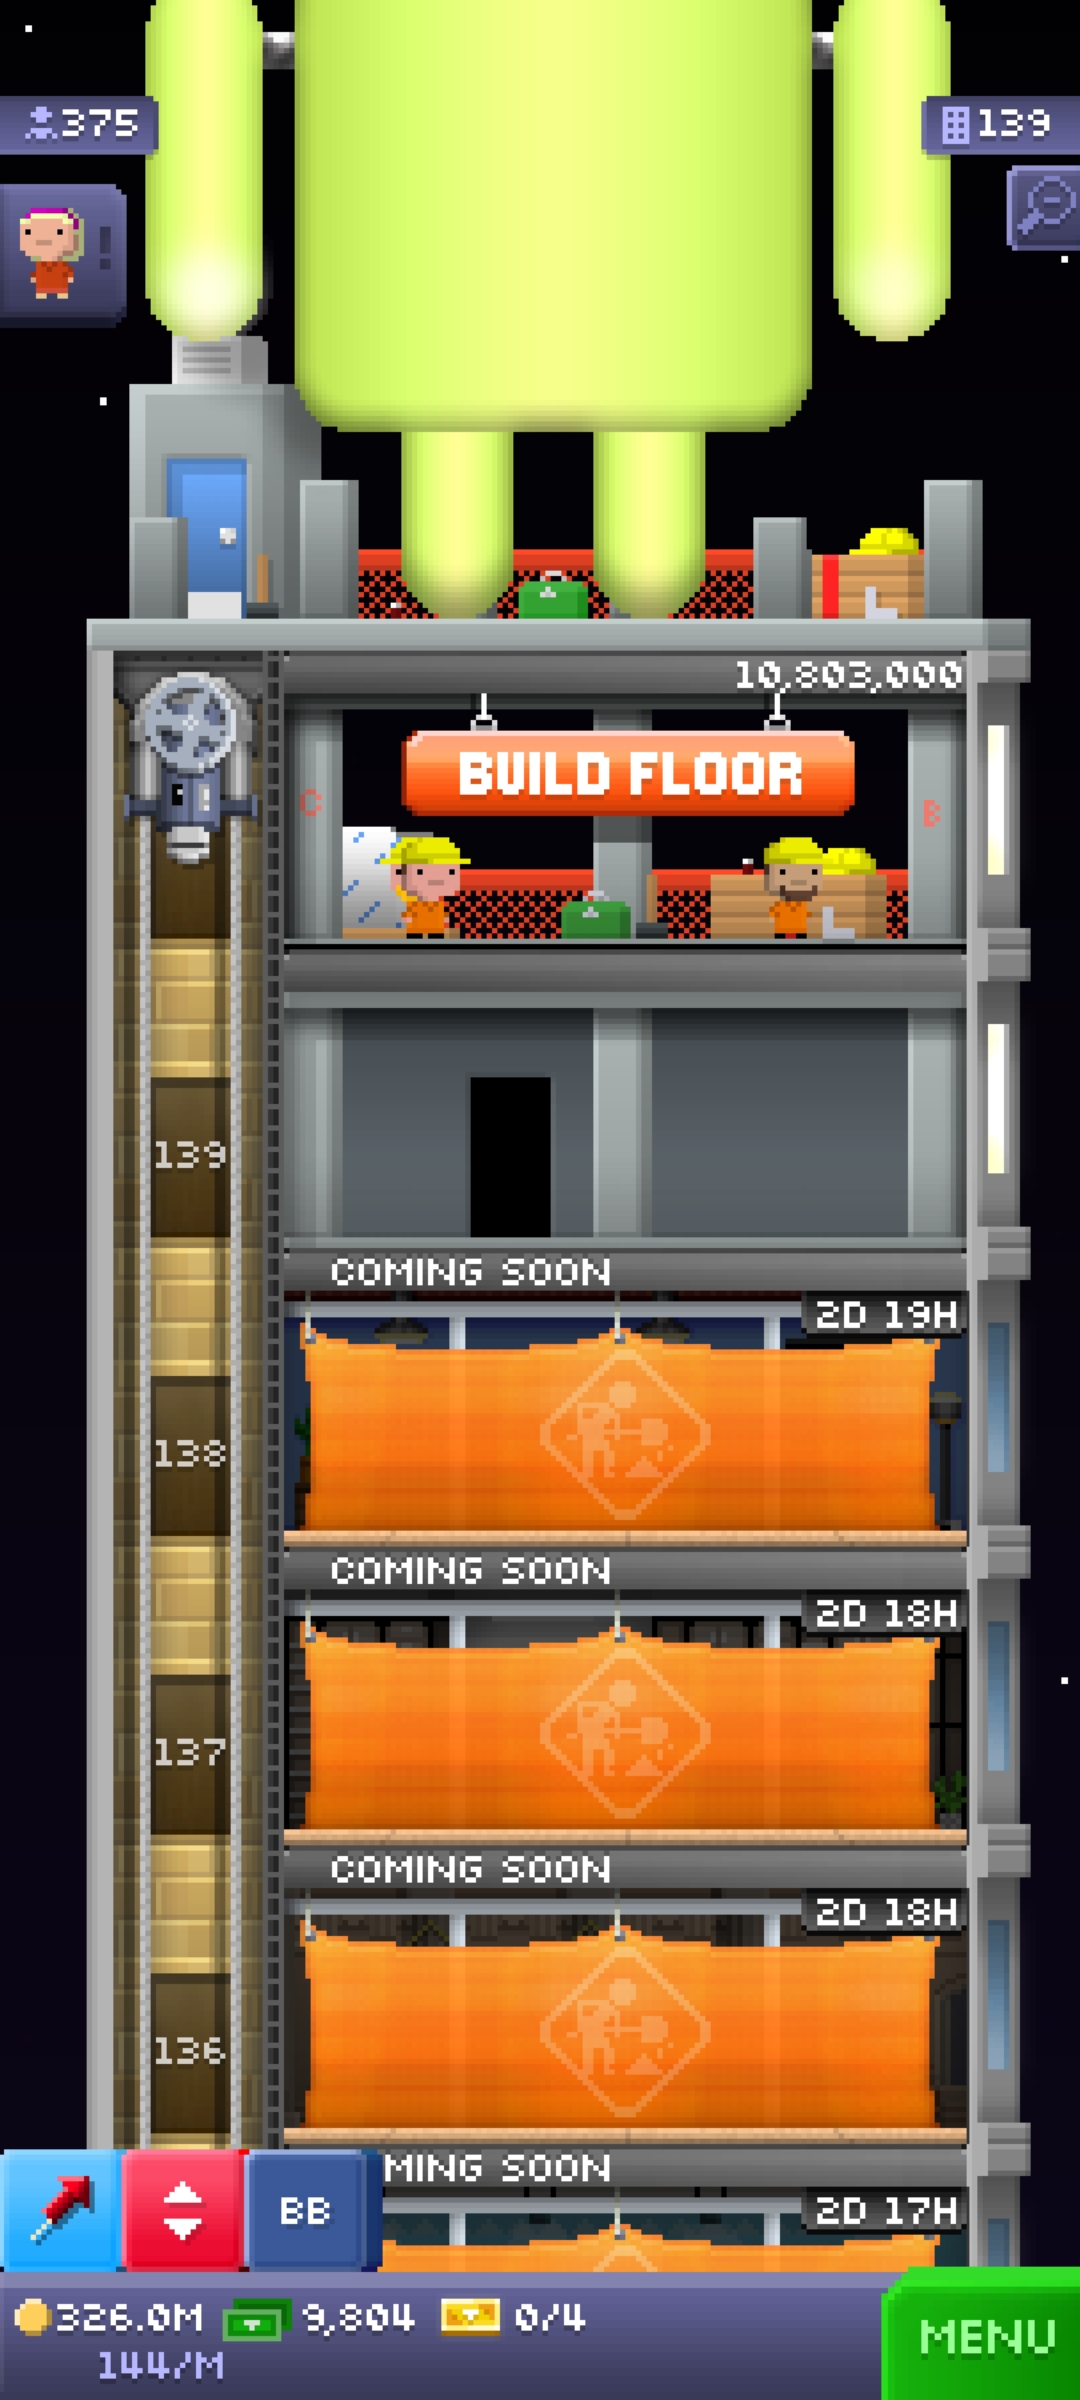 375
139
!
10,803,000
BUILD FLOOR
C
B
139
COMING SOON
2D 19H
138
COMING SOON
2D 18H
137
COMING SOON
2D 18H
136
MING SOON
BB
2D 17H
326.0M
9,804
0/4
144/M
MENU